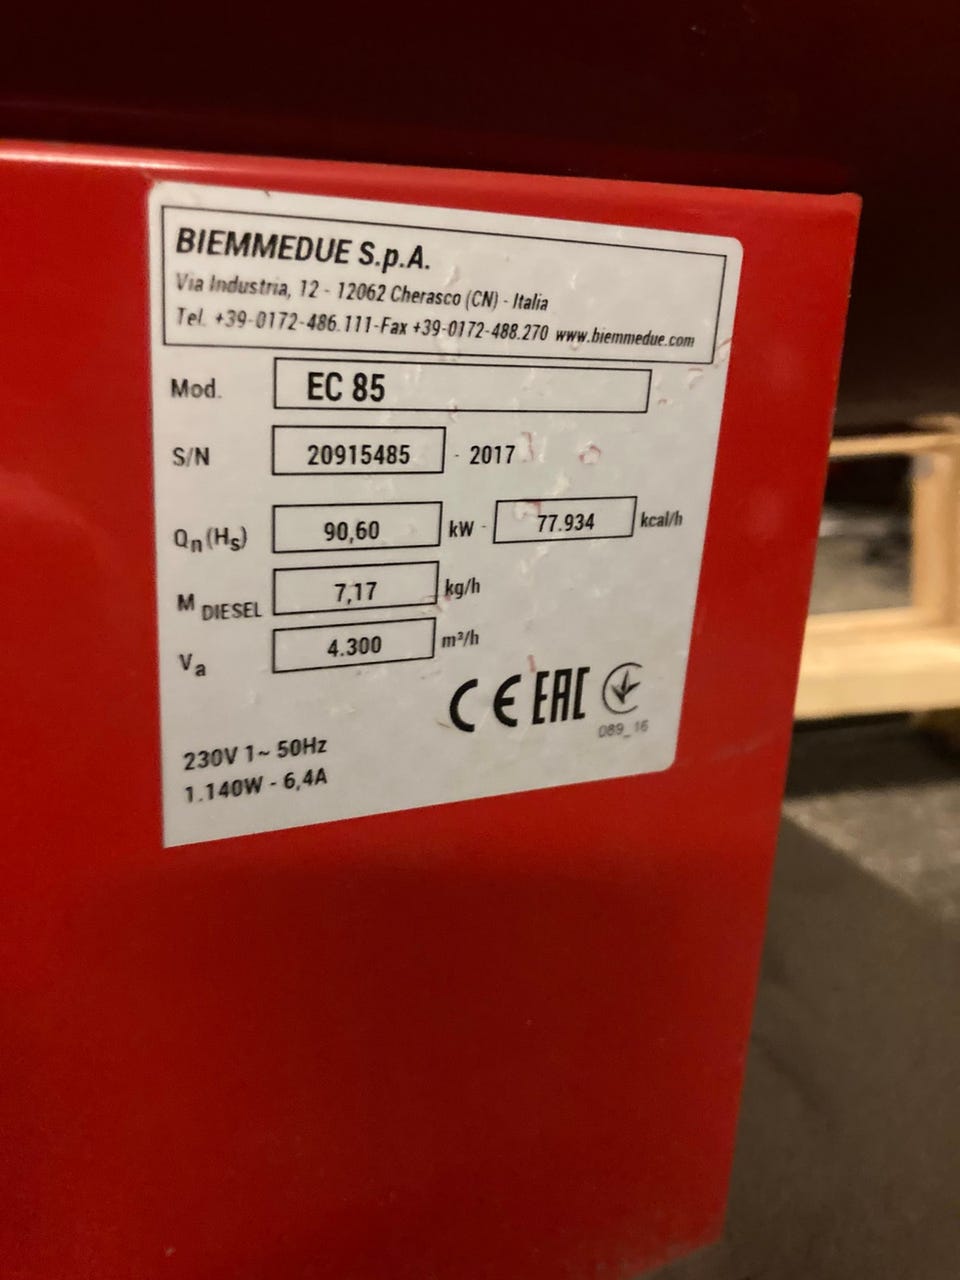 BIEMMEDUE S.p.A.
Via Industria, 12 - 12062 Cherasco (CN) - Italia
Tel. +39-0172-486.111-Fax +39-0172-488.270 www.biemmedue.com
Mod. EC 85
S/N 20915485 - 2017
Qn(Hs) 90,60 kW - 77.934 kcal/h
M DIESEL 7,17 kg/h
Va 4.300 m³/h
CE EAC
089_16
230V 1~ 50Hz
1.140W - 6,4A